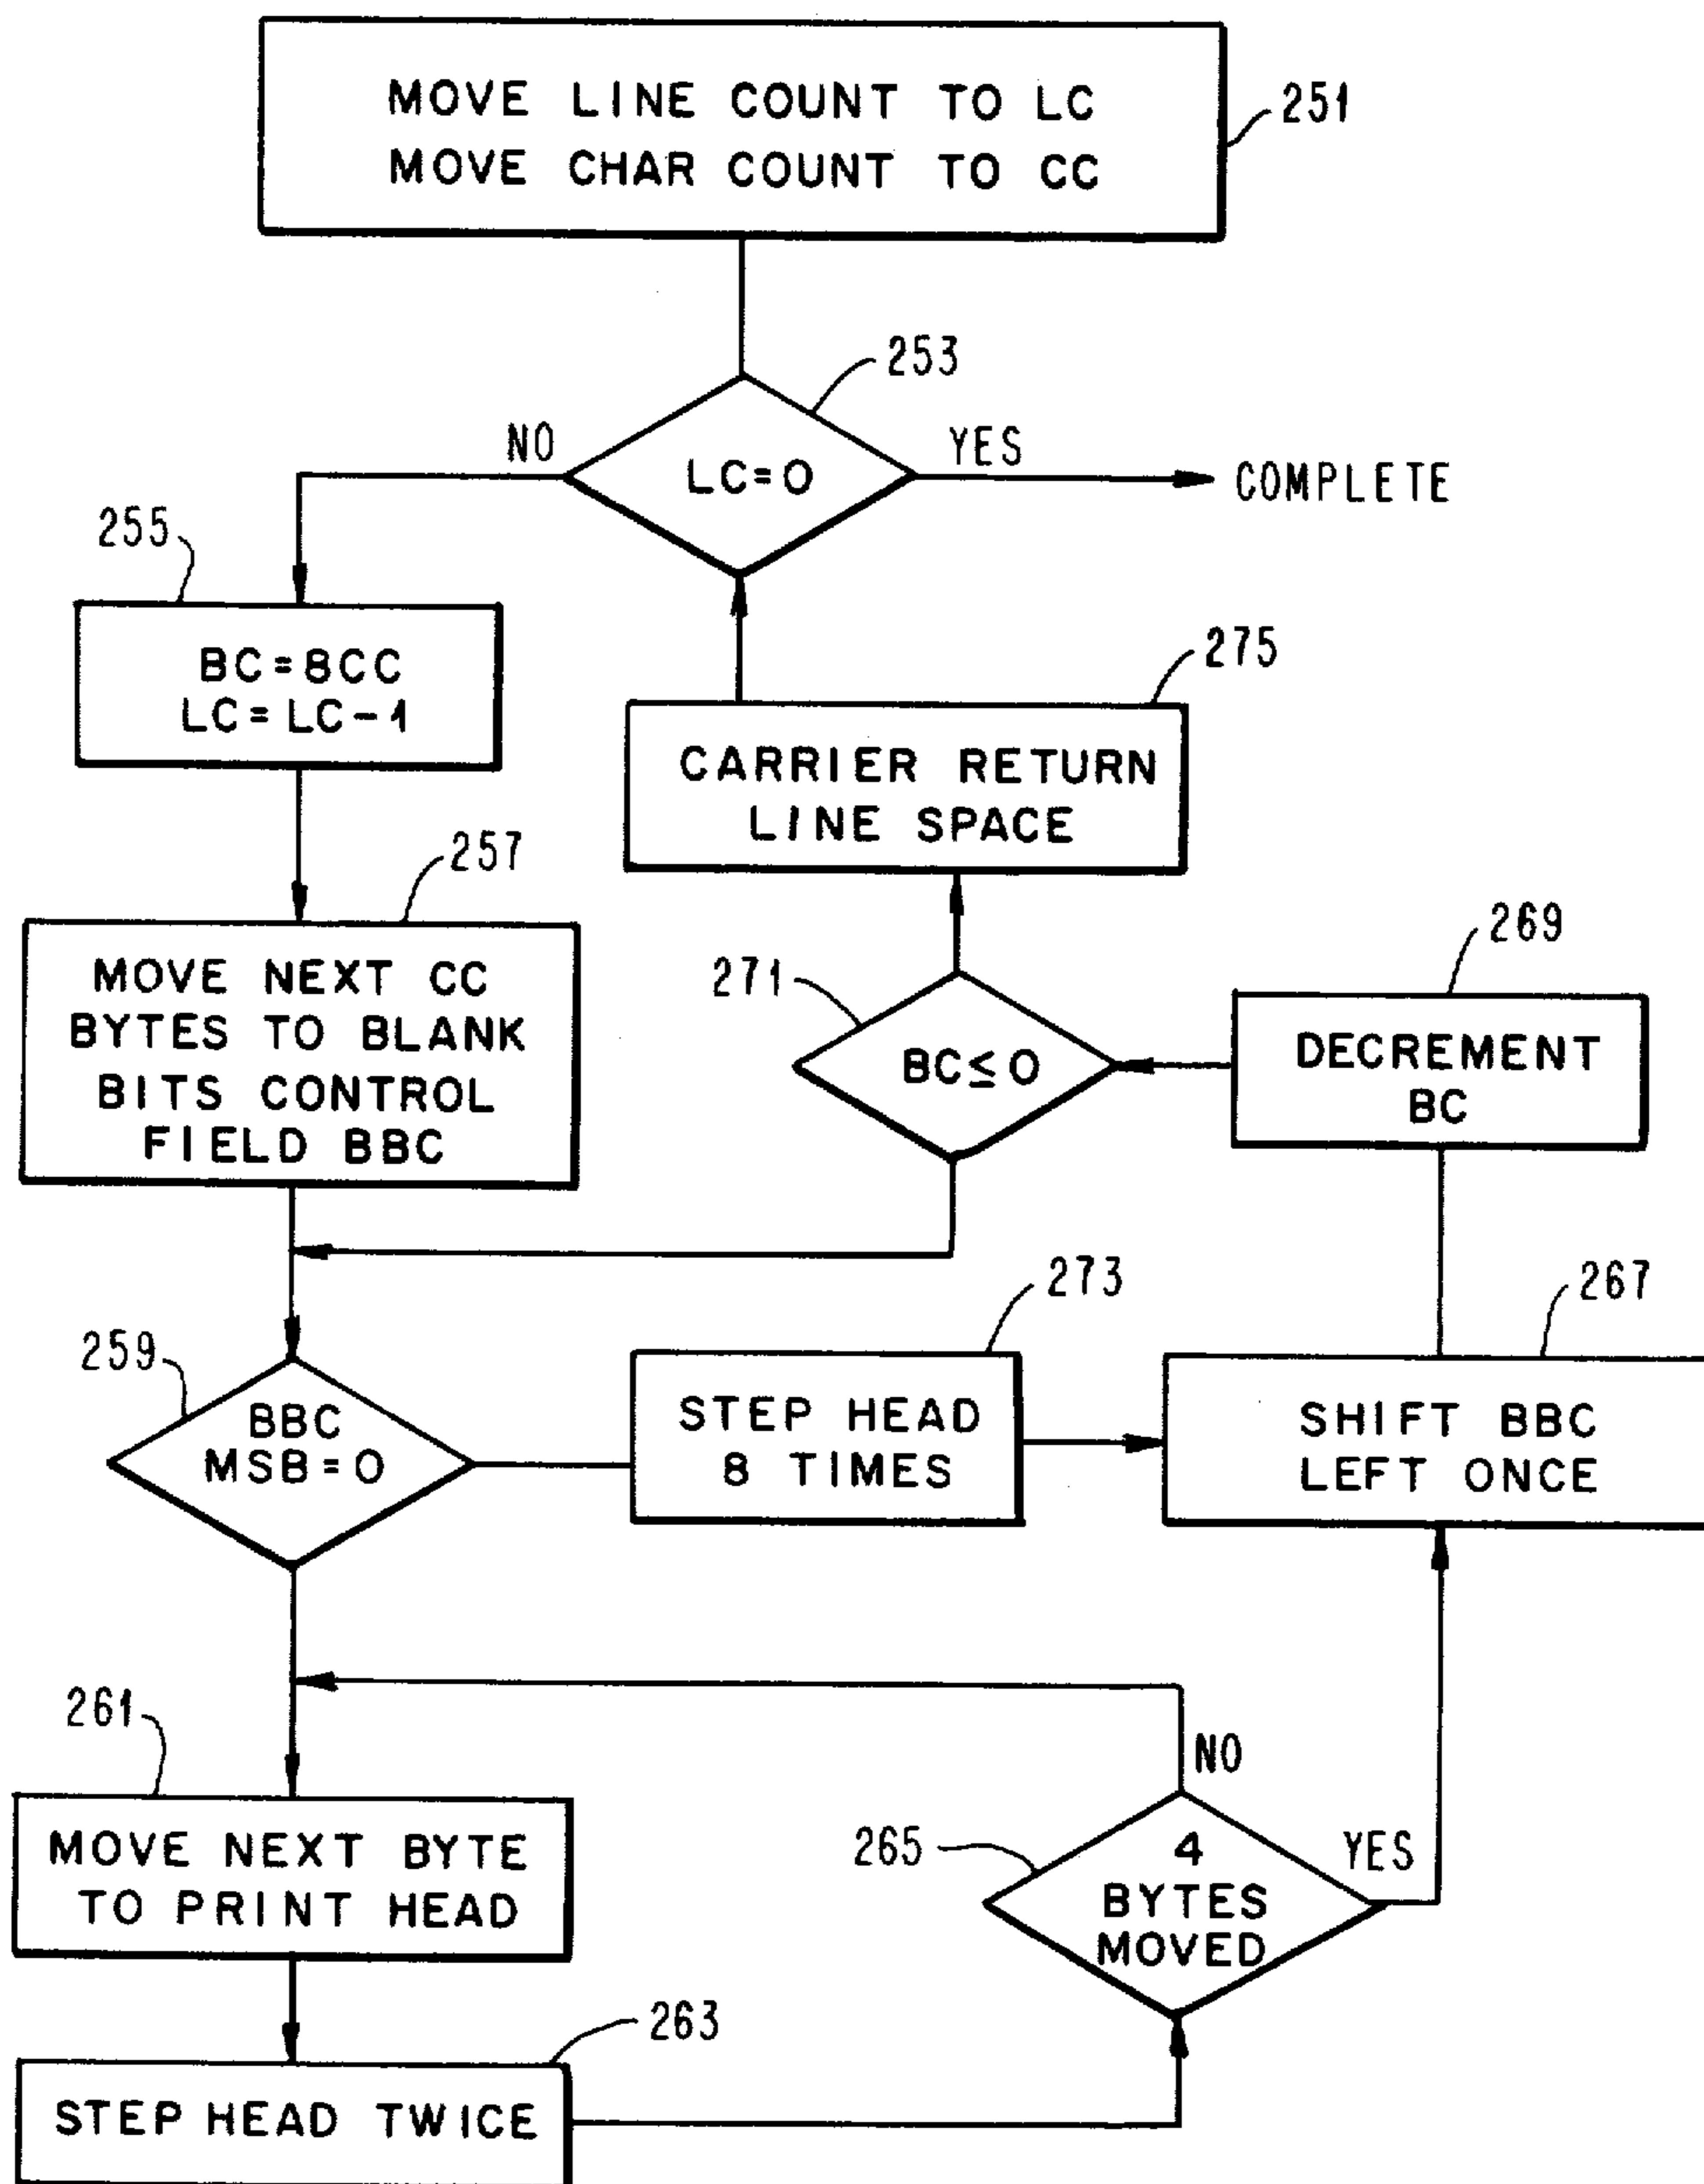 MOVE LINE COUNT TO LC
MOVE CHAR COUNT TO CC
251
253
LC=0
NO
YES
COMPLETE
255
BC=8CC
LC=LC-1
275
CARRIER RETURN
LINE SPACE
257
MOVE NEXT CC
BYTES TO BLANK
BITS CONTROL
FIELD BBC
271
BC≤0
269
DECREMENT
BC
259
BBC
MSB=0
273
STEP HEAD
8 TIMES
267
SHIFT BBC
LEFT ONCE
261
MOVE NEXT BYTE
TO PRINT HEAD
265
4
BYTES
MOVED
NO
YES
263
STEP HEAD TWICE